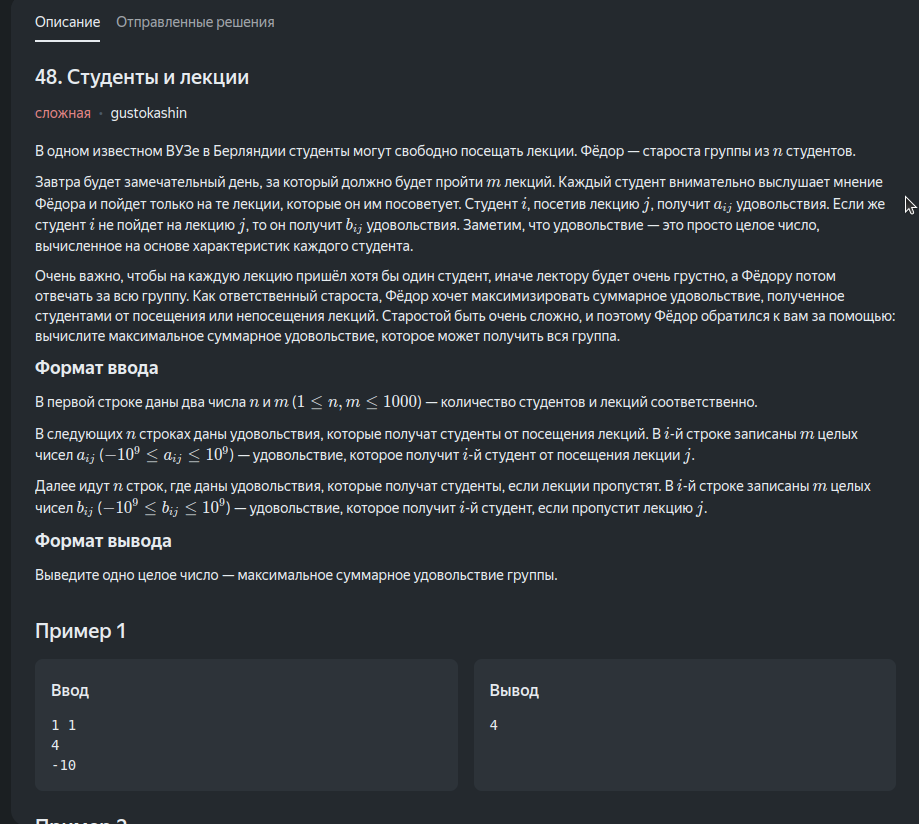 Описание Отправленные решения
48. Студенты и лекции
сложная • gustokashin
В одном известном ВУЗе в Берляндии студенты могут свободно посещать лекции. Фёдор — староста группы из n студентов.
Завтра будет замечательный день, за который должно будет пройти m лекций. Каждый студент внимательно выслушает мнение
Фёдора и пойдет только на те лекции, которые он им посоветует. Студент i, посетив лекцию j, получит a_{ij} удовольствия. Если же
студент i не пойдет на лекцию j, то он получит b_{ij} удовольствия. Заметим, что удовольствие — это просто целое число,
вычисленное на основе характеристик каждого студента.
Очень важно, чтобы на каждую лекцию пришёл хотя бы один студент, иначе лектору будет очень грустно, а Фёдору потом
отвечать за всю группу. Как ответственный староста, Фёдор хочет максимизировать суммарное удовольствие, полученное
студентами от посещения или непосещения лекций. Старостой быть очень сложно, и поэтому Фёдор обратился к вам за помощью:
вычислите максимальное суммарное удовольствие, которое может получить вся группа.
Формат ввода
В первой строке даны два числа n и m (1 ≤ n, m ≤ 1000) — количество студентов и лекций соответственно.
В следующих n строках даны удовольствия, которые получат студенты от посещения лекций. В i-й строке записаны m целых
чисел a_{ij} (−10^9 ≤ a_{ij} ≤ 10^9) — удовольствие, которое получит i-й студент от посещения лекции j.
Далее идут n строк, где даны удовольствия, которые получат студенты, если лекции пропустят. В i-й строке записаны m целых
чисел b_{ij} (−10^9 ≤ b_{ij} ≤ 10^9) — удовольствие, которое получит i-й студент, если пропустит лекцию j.
Формат вывода
Выведите одно целое число — максимальное суммарное удовольствие группы.
Пример 1
Ввод
1 1
4
-10
Вывод
4